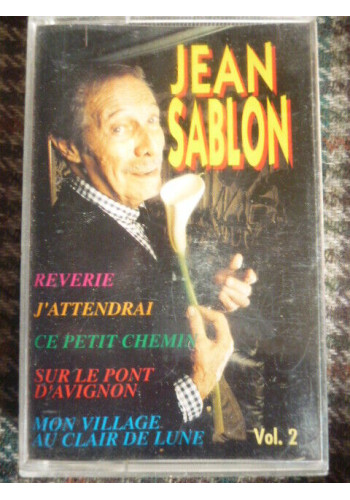 JEAN
SABLON
REVERIE
J'ATTENDRAI
CE PETIT CHEMIN
SUR LE PONT
D'AVIGNON
MON VILLAGE
AU CLAIR DE LUNE
Vol. 2